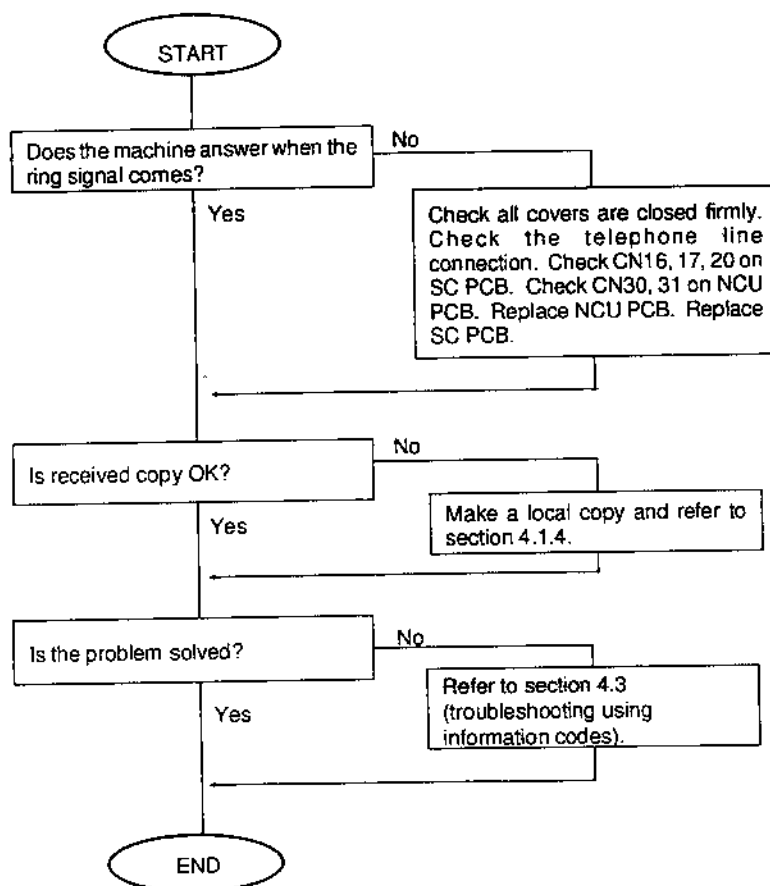 START
Does the machine answer when the
ring signal comes?
No
Yes
Check all covers are closed firmly.
Check the telephone line
connection. Check CN16, 17, 20 on
SC PCB. Check CN30, 31 on NCU
PCB. Replace NCU PCB. Replace
SC PCB.
Is received copy OK?
No
Yes
Make a local copy and refer to
section 4.1.4.
Is the problem solved?
No
Yes
Refer to section 4.3
(troubleshooting using
information codes).
END